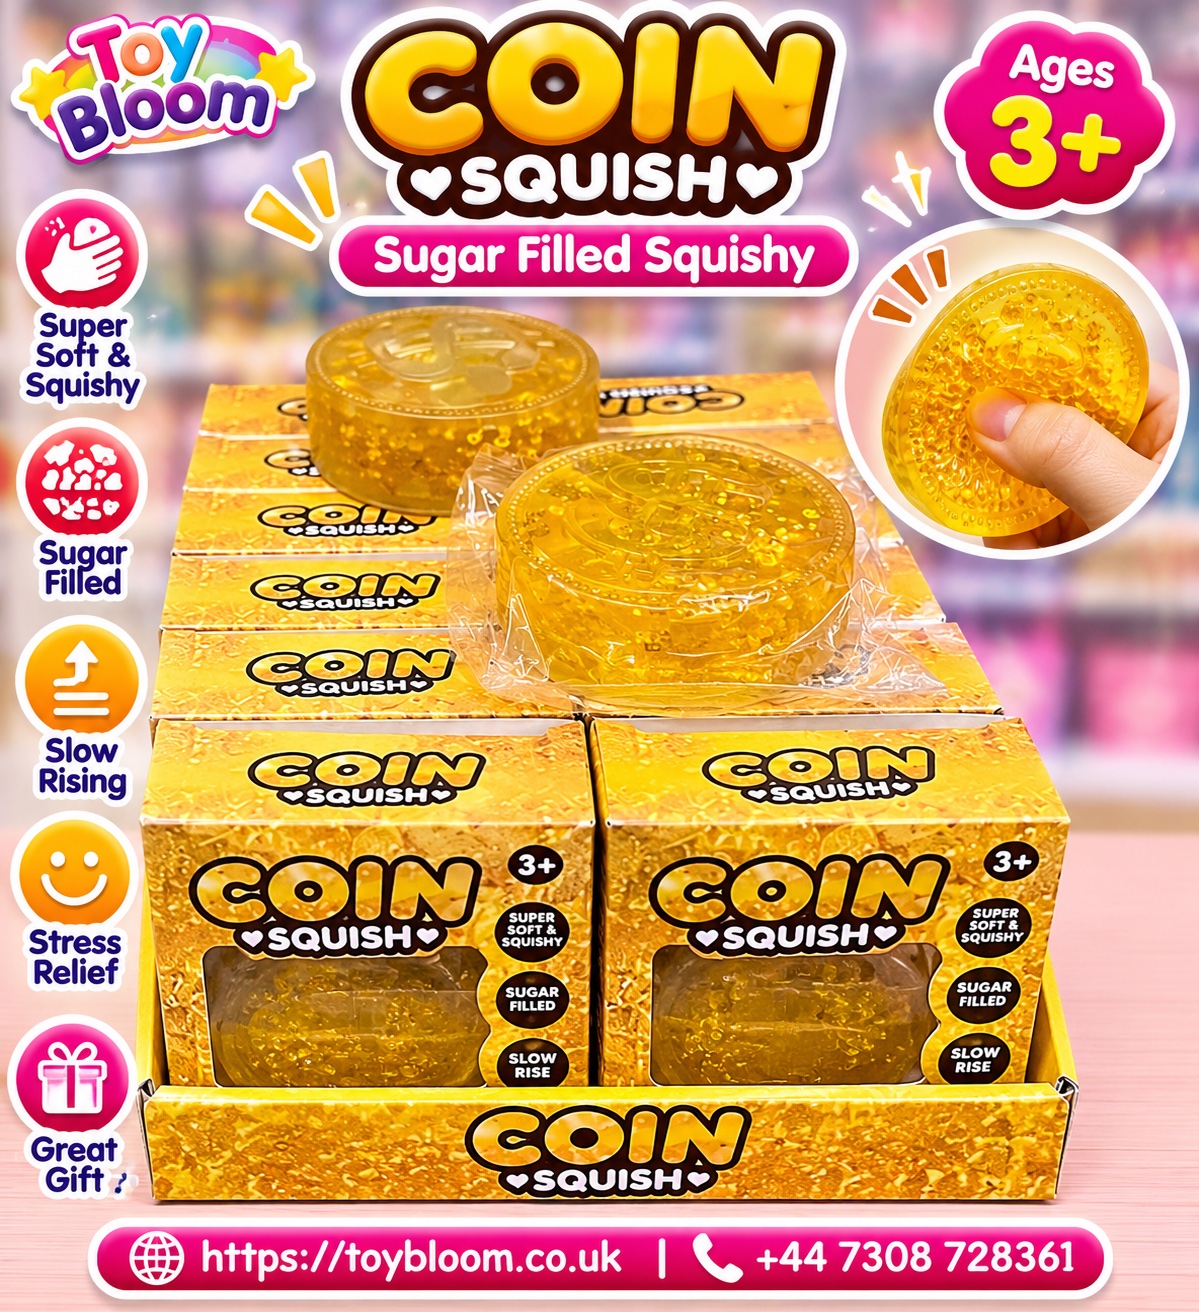 Toy
Bloom
COIN
SQUISH
Sugar Filled Squishy
Ages
3+
Super
Soft &
Squishy
Sugar
Filled
Slow
Rising
Stress
Relief
Great
Gift ?
COIN
COIN
SQUISH
COIN
SQUISH
COIN
SQUISH
COIN
SQUISH
COIN
SQUISH
COIN
SQUISH
3+
SUPER
SOFT &
SQUISHY
SUGAR
FILLED
SLOW
RISE
COIN
SQUISH
3+
SUPER
SOFT &
SQUISHY
SUGAR
FILLED
SLOW
RISE
COIN
SQUISH
https://toybloom.co.uk | +44 7308 728361